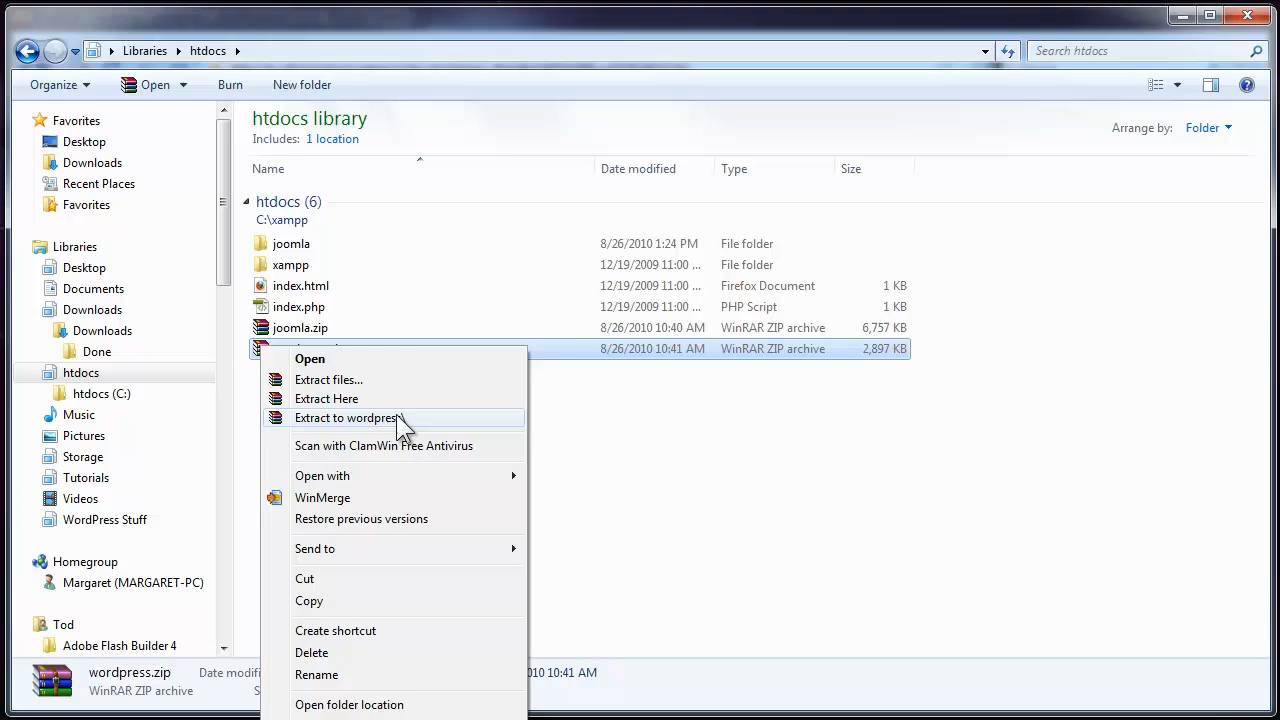 Libraries htdocs
Search htdocs
Organize Open Burn New folder
Favorites
Desktop
Downloads
Recent Places
Favorites
Libraries
Desktop
Documents
Downloads
Downloads
Done
htdocs
htdocs (C:)
Music
Pictures
Storage
Tutorials
Videos
WordPress Stuff
Homegroup
Margaret (MARGARET-PC)
Tod
Adobe Flash Builder 4
htdocs library
Includes: 1 location
Arrange by: Folder
Name Date modified Type Size
htdocs (6)
C:\xampp
joomla 8/26/2010 1:24 PM File folder
xampp 12/19/2009 11:00 ... File folder
index.html 12/19/2009 11:00 ... Firefox Document 1 KB
index.php 12/19/2009 11:00 ... PHP Script 1 KB
joomla.zip 8/26/2010 10:40 AM WinRAR ZIP archive 6,757 KB
8/26/2010 10:41 AM WinRAR ZIP archive 2,897 KB
Open
Extract files...
Extract Here
Extract to wordpress\
Scan with ClamWin Free Antivirus
Open with
WinMerge
Restore previous versions
Send to
Cut
Copy
Create shortcut
Delete
Rename
Open folder location
wordpress.zip Date modifi 010 10:41 AM
WinRAR ZIP archive S